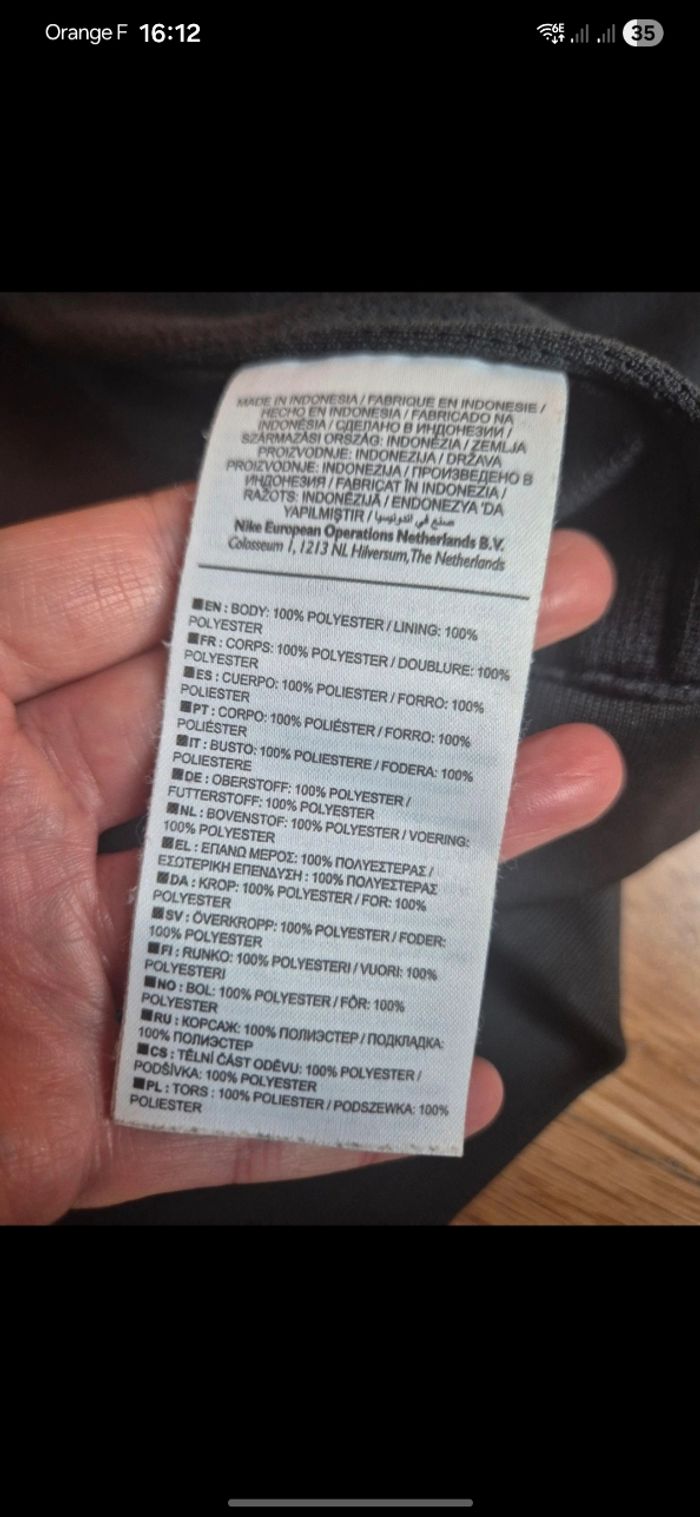 Orange F 16:12
6E
35
MADE IN INDONESIA / FABRIQUE EN INDONESIE /
HECHO EN INDONESIA / FABRICADO NA
INDONÉSIA / СДЕЛАНО В ИНДОНЕЗИИ /
SZÁRMAZÁSI ORSZÁG: INDONÉZIA / ZEMLJA
PROIZVODNJE: INDONEZIJA / DRŽAVA
PROIZVODNJE: INDONEZIJA / ПРОИЗВЕДЕНО В
ИНДОНЕЗИЯ / FABRICAT ÎN INDONEZIA /
RAŽOTS: INDONĒZIJĀ / ENDONEZYA 'DA
YAPILMIŞTIR / صنع في اندونوسيا
Nike European Operations Netherlands B.V.
Colosseum 1, 1213 NL Hilversum, The Netherlands
EN : BODY: 100% POLYESTER / LINING: 100%
POLYESTER
FR : CORPS: 100% POLYESTER / DOUBLURE: 100%
POLYESTER
ES : CUERPO: 100% POLIESTER / FORRO: 100%
POLIESTER
PT : CORPO: 100% POLIÉSTER / FORRO: 100%
POLIÉSTER
IT : BUSTO: 100% POLIESTERE / FODERA: 100%
POLIESTERE
DE : OBERSTOFF: 100% POLYESTER /
FUTTERSTOFF: 100% POLYESTER
NL : BOVENSTOF: 100% POLYESTER / VOERING:
100% POLYESTER
EL : ΕΠΑΝΩ ΜΕΡΟΣ: 100% ΠΟΛΥΕΣΤΕΡΑΣ /
ΕΣΩΤΕΡΙΚΗ ΕΠΕΝΔΥΣΗ : 100% ΠΟΛΥΕΣΤΕΡΑΣ
DA : KROP: 100% POLYESTER / FOR: 100%
POLYESTER
SV : ÖVERKROPP: 100% POLYESTER / FODER:
100% POLYESTER
FI : RUNKO: 100% POLYESTERI / VUORI: 100%
POLYESTERI
NO : BOL: 100% POLYESTER / FÔR: 100%
POLYESTER
RU : КОРСАЖ: 100% ПОЛИЭСТЕР / ПОДКЛАДКА:
100% ПОЛИЭСТЕР
CS : TĚLNÍ ČÁST ODĚVU: 100% POLYESTER /
PODŠÍVKA: 100% POLYESTER
PL : TORS : 100% POLIESTER / PODSZEWKA: 100%
POLIESTER